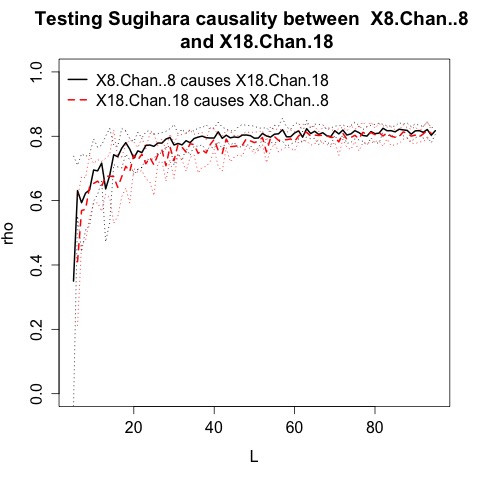 Testing Sugihara causality between  X8.Chan..8
and X18.Chan.18
X8.Chan..8 causes X18.Chan.18
X18.Chan.18 causes X8.Chan..8
1.0
0.8
0.6
0.4
0.2
0.0
rho
20 40 60 80
L